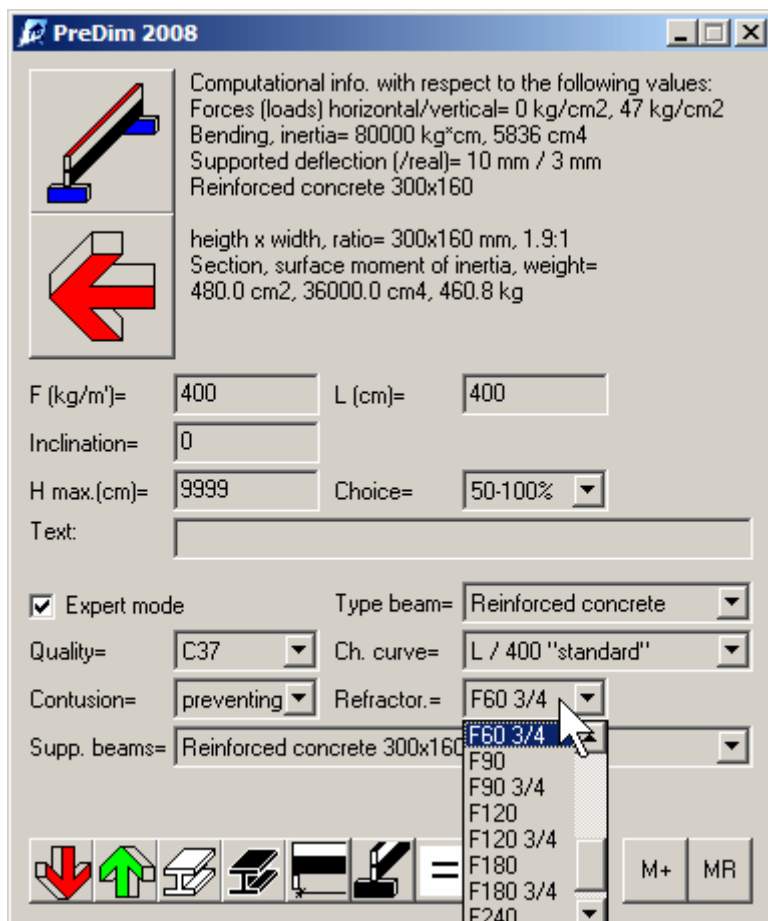 PreDim 2008
Computational info. with respect to the following values:
Forces (loads) horizontal/vertical= 0 kg/cm2, 47 kg/cm2
Bending, inertia= 80000 kg*cm, 5836 cm4
Supported deflection (/real)= 10 mm / 3 mm
Reinforced concrete 300x160
heigth x width, ratio= 300x160 mm, 1.9:1
Section, surface moment of inertia, weight=
480.0 cm2, 36000.0 cm4, 460.8 kg
F (kg/m')= 400 L (cm)= 400
Inclination= 0
H max.(cm)= 9999 Choice= 50-100%
Text:
Expert mode Type beam= Reinforced concrete
Quality= C37 Ch. curve= L / 400 "standard"
Contusion= preventing Refractor.= F60 3/4
Supp. beams= Reinforced concrete 300x160
F60 3/4
F90
F90 3/4
F120
F120 3/4
F180
F180 3/4
F240
= M+ MR